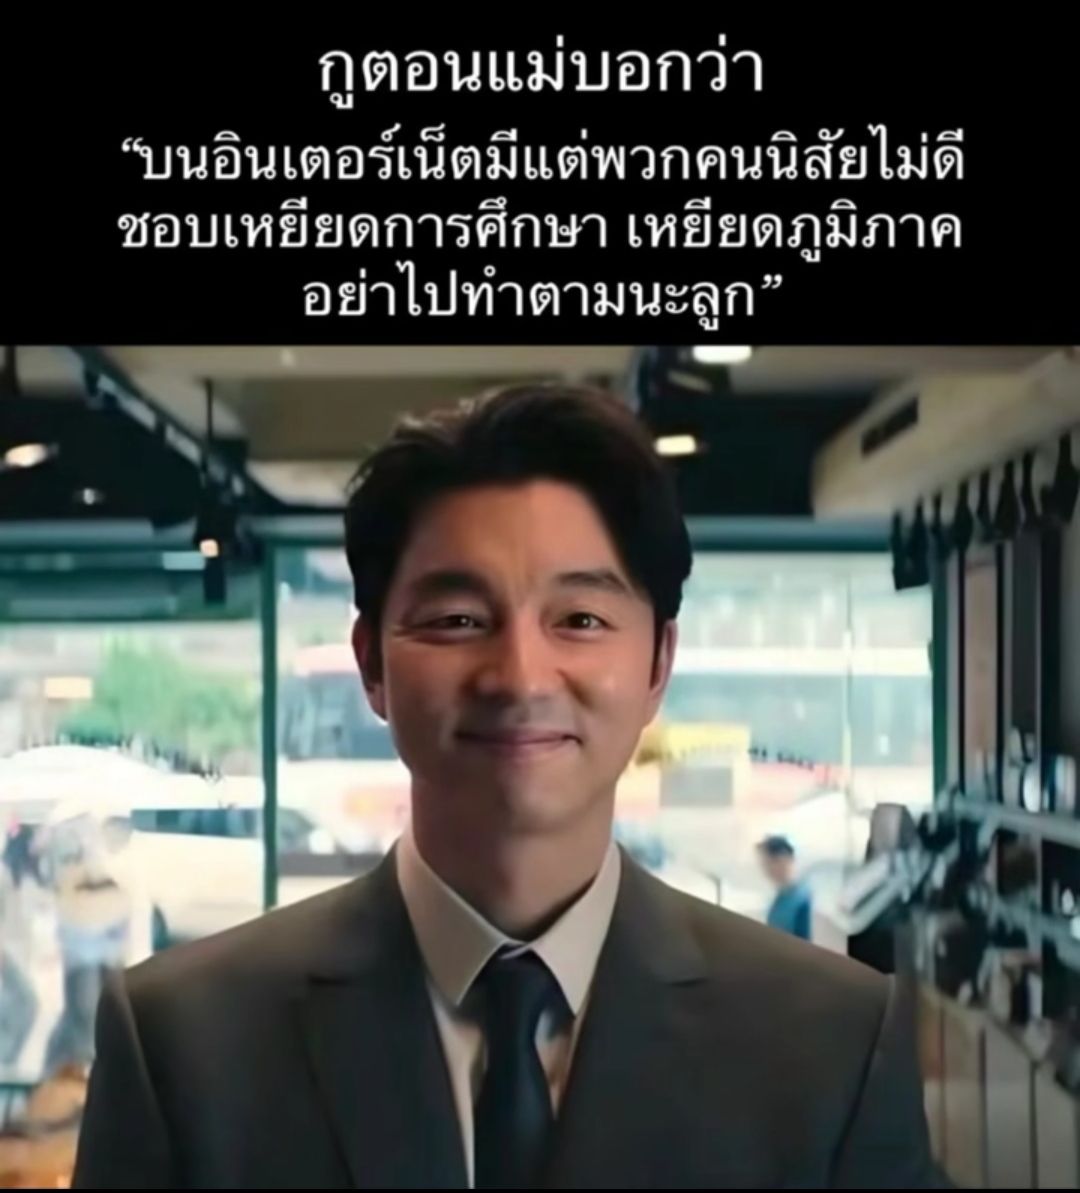 กูตอนแม่บอกว่า
“บนอินเตอร์เน็ตมีแต่พวกคนนิสัยไม่ดี
ชอบเหยียดการศึกษา เหยียดภูมิภาค
อย่าไปทำตามนะลูก”